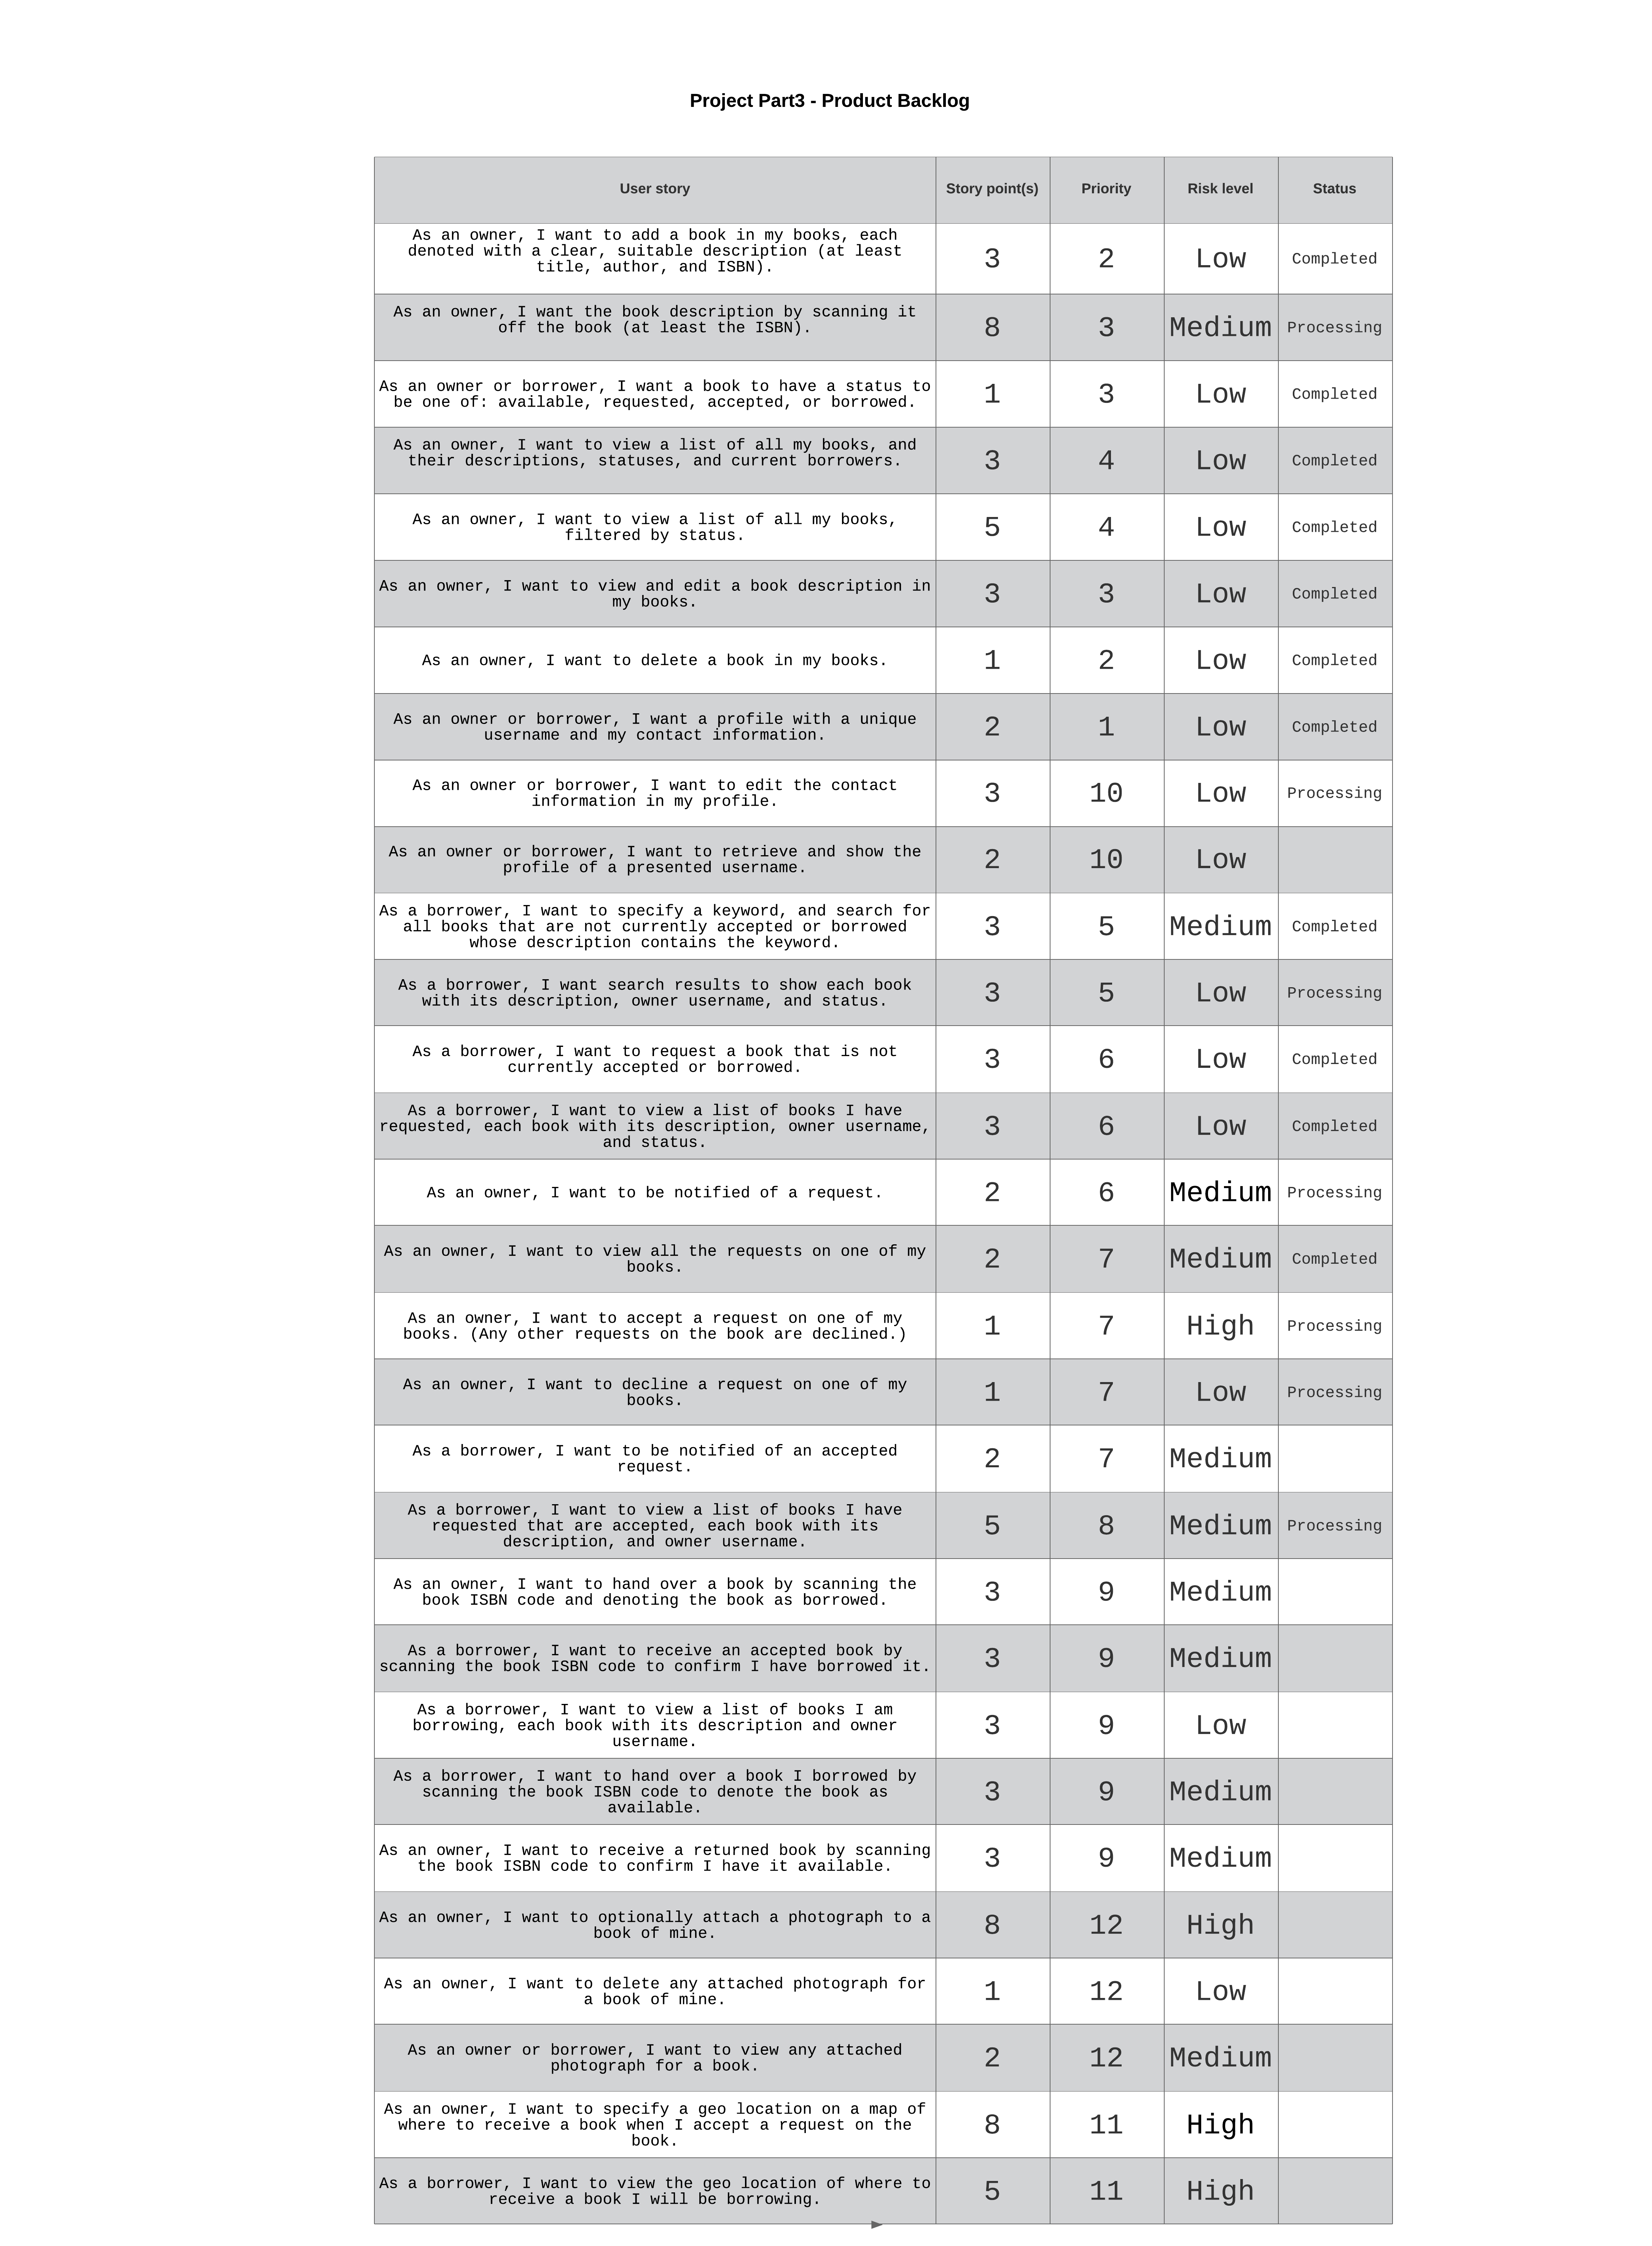 Project Part3 - Product Backlog
User story Story point(s) Priority Risk level Status
As an owner, I want to add a book in my books, each
denoted with a clear, suitable description (at least
title, author, and ISBN).
3 2 Low Completed
As an owner, I want the book description by scanning it
off the book (at least the ISBN).
8 3 Medium Processing
As an owner or borrower, I want a book to have a status to
be one of: available, requested, accepted, or borrowed.
1 3 Low Completed
As an owner, I want to view a list of all my books, and
their descriptions, statuses, and current borrowers.
3 4 Low Completed
As an owner, I want to view a list of all my books,
filtered by status.
5 4 Low Completed
As an owner, I want to view and edit a book description in
my books.
3 3 Low Completed
As an owner, I want to delete a book in my books.
1 2 Low Completed
As an owner or borrower, I want a profile with a unique
username and my contact information.
2 1 Low Completed
As an owner or borrower, I want to edit the contact
information in my profile.
3 10 Low Processing
As an owner or borrower, I want to retrieve and show the
profile of a presented username.
2 10 Low
As a borrower, I want to specify a keyword, and search for
all books that are not currently accepted or borrowed
whose description contains the keyword.
3 5 Medium Completed
As a borrower, I want search results to show each book
with its description, owner username, and status.
3 5 Low Processing
As a borrower, I want to request a book that is not
currently accepted or borrowed.
3 6 Low Completed
As a borrower, I want to view a list of books I have
requested, each book with its description, owner username,
and status.
3 6 Low Completed
As an owner, I want to be notified of a request.
2 6 Medium Processing
As an owner, I want to view all the requests on one of my
books.
2 7 Medium Completed
As an owner, I want to accept a request on one of my
books. (Any other requests on the book are declined.)
1 7 High Processing
As an owner, I want to decline a request on one of my
books.
1 7 Low Processing
As a borrower, I want to be notified of an accepted
request.
2 7 Medium
As a borrower, I want to view a list of books I have
requested that are accepted, each book with its
description, and owner username.
5 8 Medium Processing
As an owner, I want to hand over a book by scanning the
book ISBN code and denoting the book as borrowed.
3 9 Medium
As a borrower, I want to receive an accepted book by
scanning the book ISBN code to confirm I have borrowed it.
3 9 Medium
As a borrower, I want to view a list of books I am
borrowing, each book with its description and owner
username.
3 9 Low
As a borrower, I want to hand over a book I borrowed by
scanning the book ISBN code to denote the book as
available.
3 9 Medium
As an owner, I want to receive a returned book by scanning
the book ISBN code to confirm I have it available.
3 9 Medium
As an owner, I want to optionally attach a photograph to a
book of mine.
8 12 High
As an owner, I want to delete any attached photograph for
a book of mine.
1 12 Low
As an owner or borrower, I want to view any attached
photograph for a book.
2 12 Medium
As an owner, I want to specify a geo location on a map of
where to receive a book when I accept a request on the
book.
8 11 High
As a borrower, I want to view the geo location of where to
receive a book I will be borrowing.
5 11 High